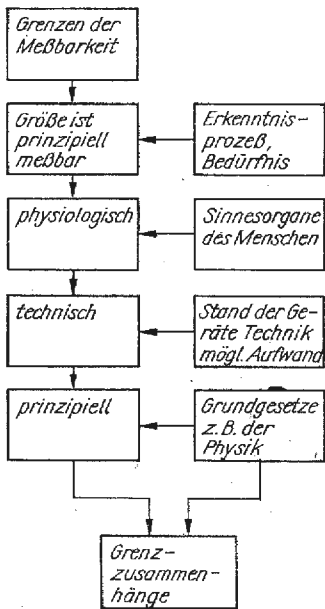 Grenzen der
Meßbarkeit
Größe ist
prinzipiell
meßbar
Erkenntnis-
prozeß,
Bedürfnis
physiologisch
Sinnesorgane
des Menschen
technisch
Stand der Ge-
räte Technik
mögl. Aufwand
prinzipiell
Grundgesetze
z.B. der
Physik
Grenz-
zusammen-
hänge